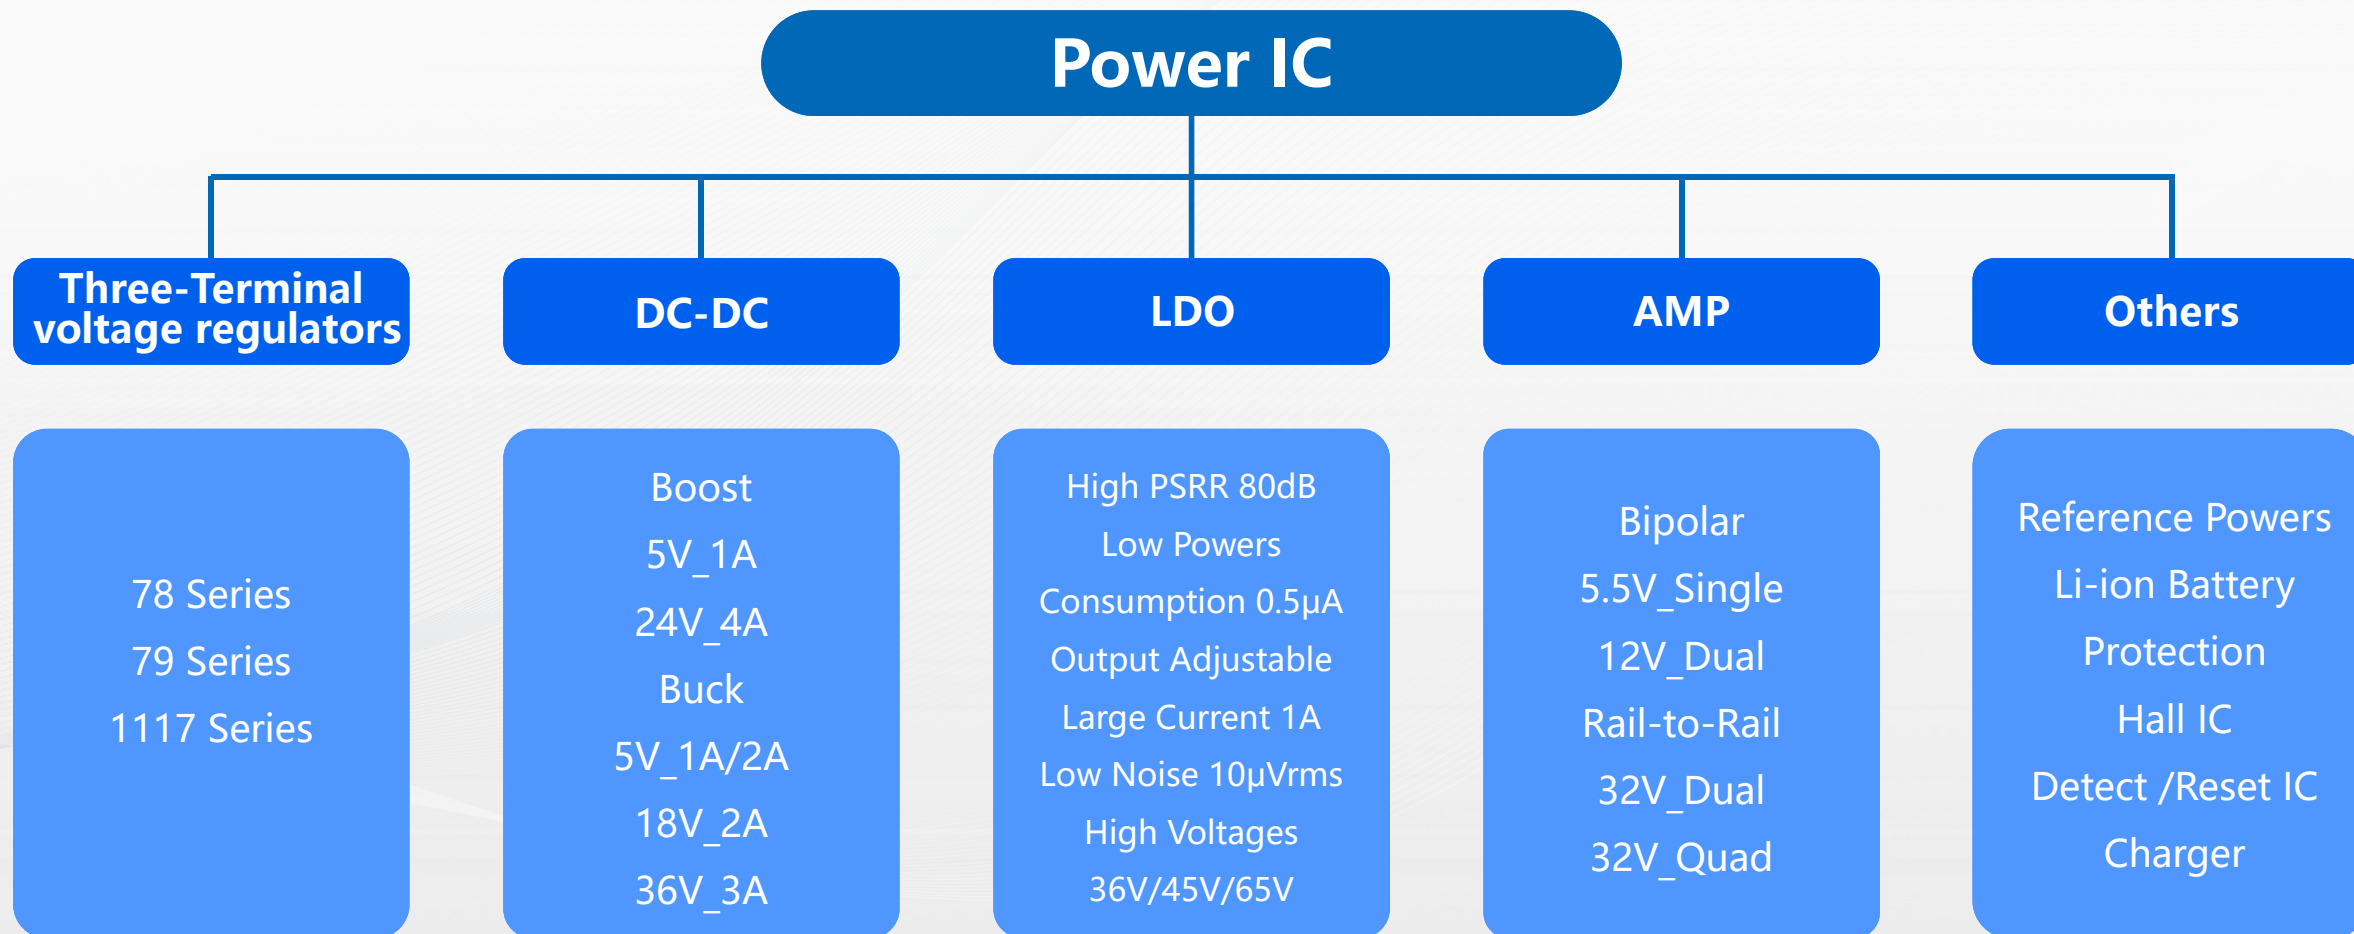 Power IC
Three-Terminal
voltage regulators
DC-DC
LDO
AMP
Others
78 Series
79 Series
1117 Series
Boost
5V_1A
24V_4A
Buck
5V_1A/2A
18V_2A
36V_3A
High PSRR 80dB
Low Powers
Consumption 0.5μA
Output Adjustable
Large Current 1A
Low Noise 10μVrms
High Voltages
36V/45V/65V
Bipolar
5.5V_Single
12V_Dual
Rail-to-Rail
32V_Dual
32V_Quad
Reference Powers
Li-ion Battery
Protection
Hall IC
Detect /Reset IC
Charger